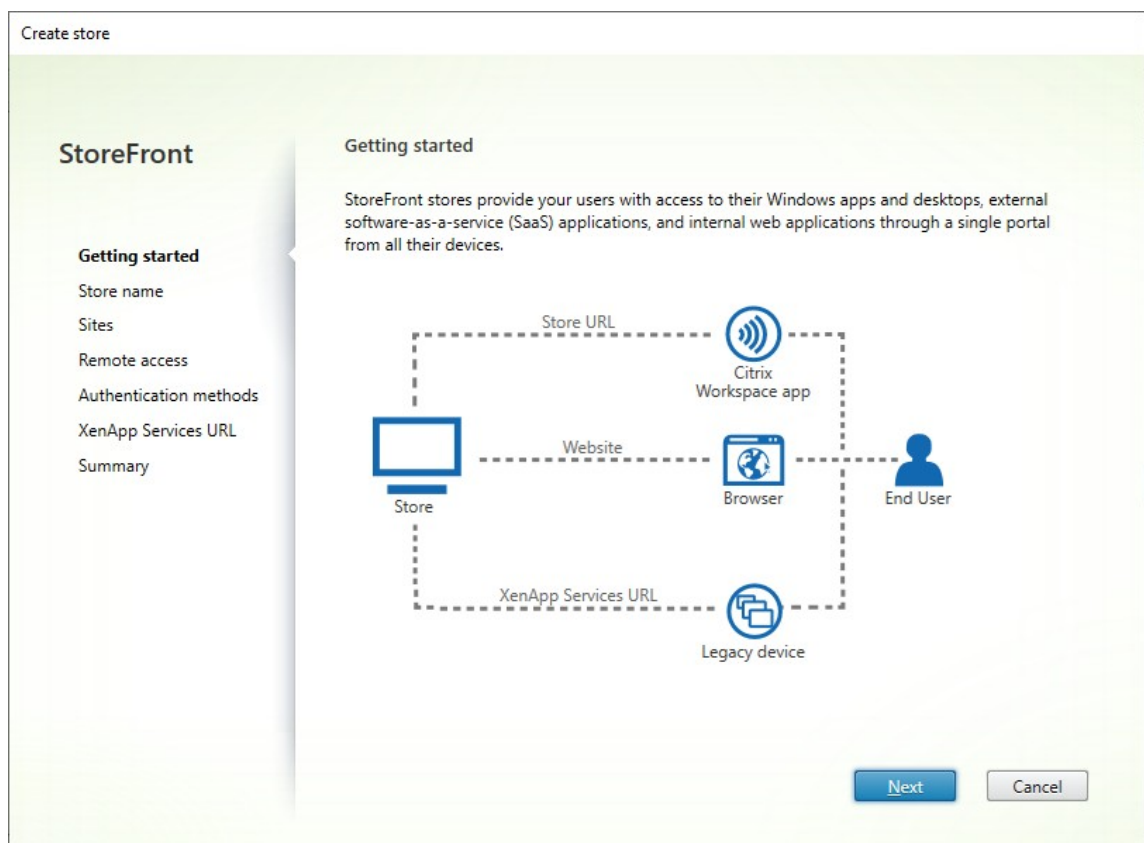 Create store
StoreFront
Getting started
Store name
Sites
Remote access
Authentication methods
XenApp Services URL
Summary
Getting started
StoreFront stores provide your users with access to their Windows apps and desktops, external
software-as-a-service (SaaS) applications, and internal web applications through a single portal
from all their devices.
Store URL
Citrix
Workspace app
Website
Store
Browser
End User
XenApp Services URL
Legacy device
Next
Cancel